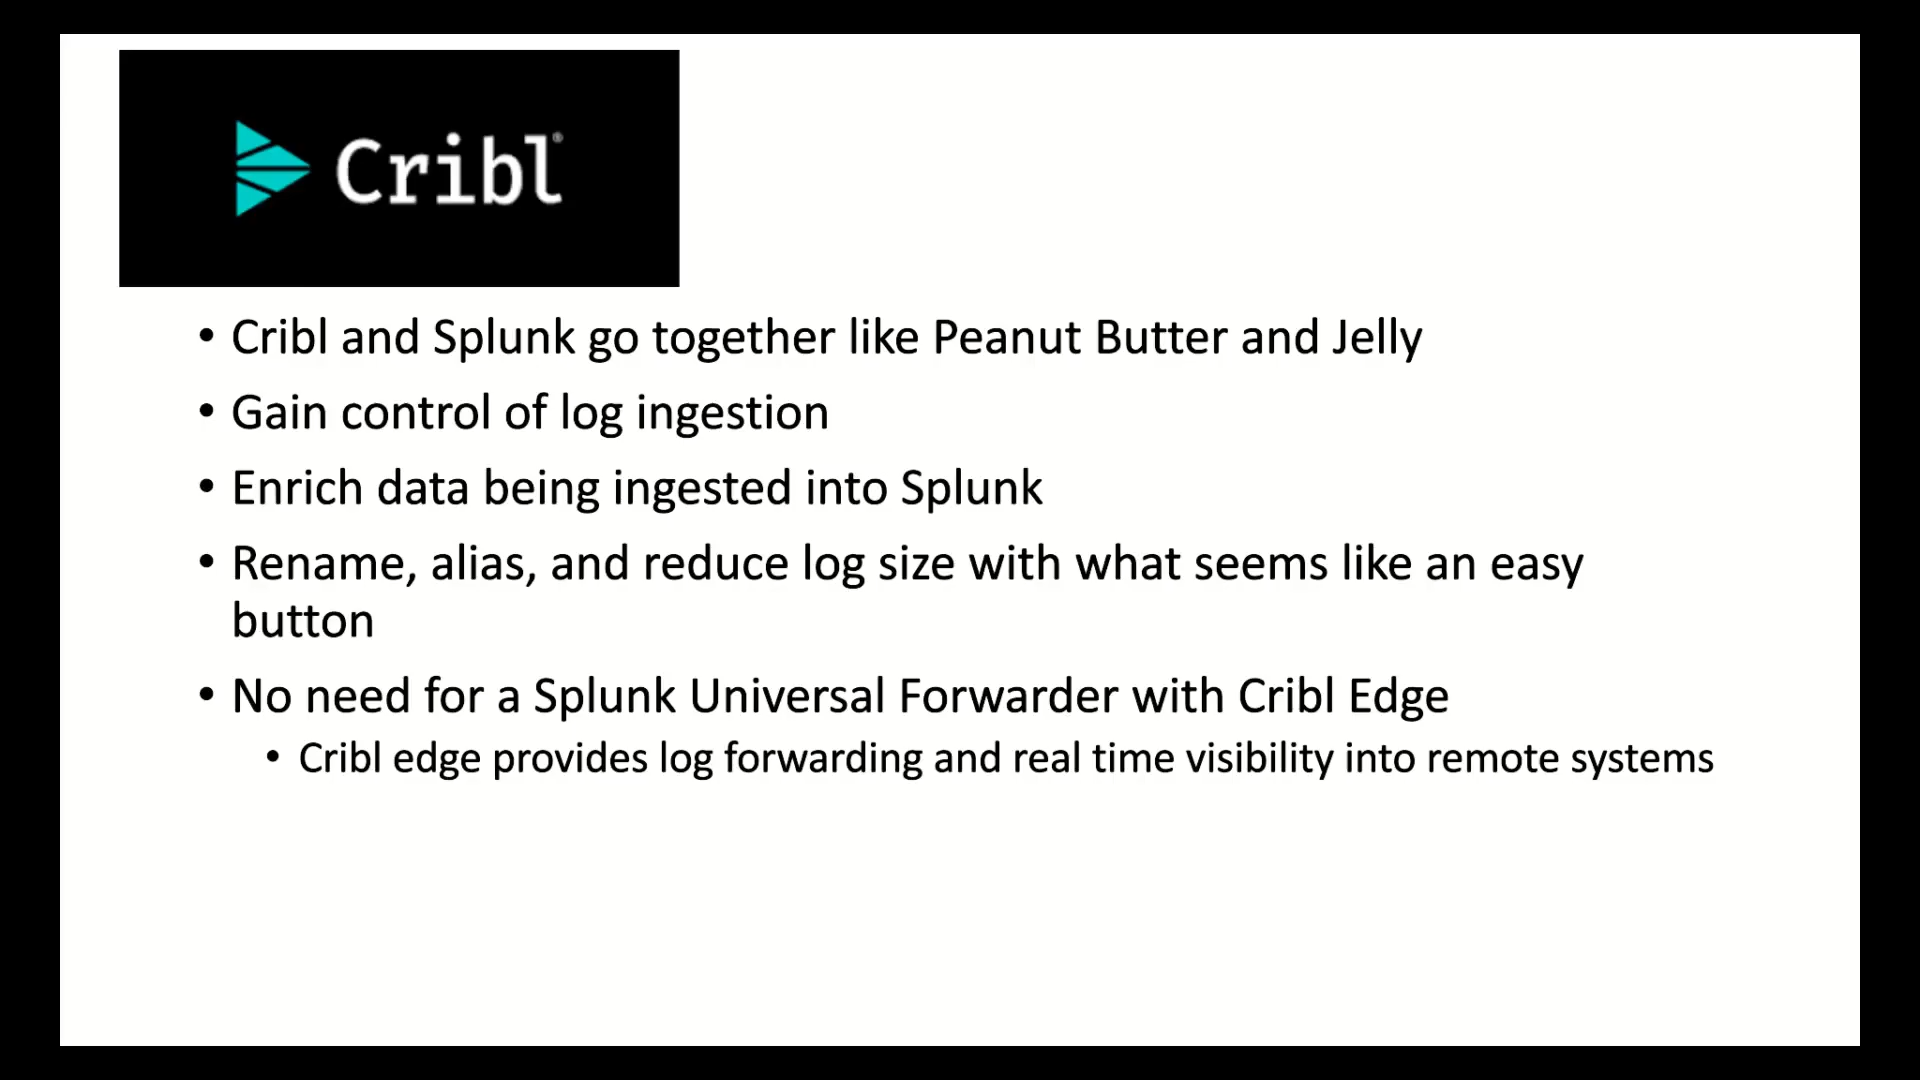 Cribl®
• Cribl and Splunk go together like Peanut Butter and Jelly
• Gain control of log ingestion
• Enrich data being ingested into Splunk
• Rename, alias, and reduce log size with what seems like an easy
button
• No need for a Splunk Universal Forwarder with Cribl Edge
• Cribl edge provides log forwarding and real time visibility into remote systems